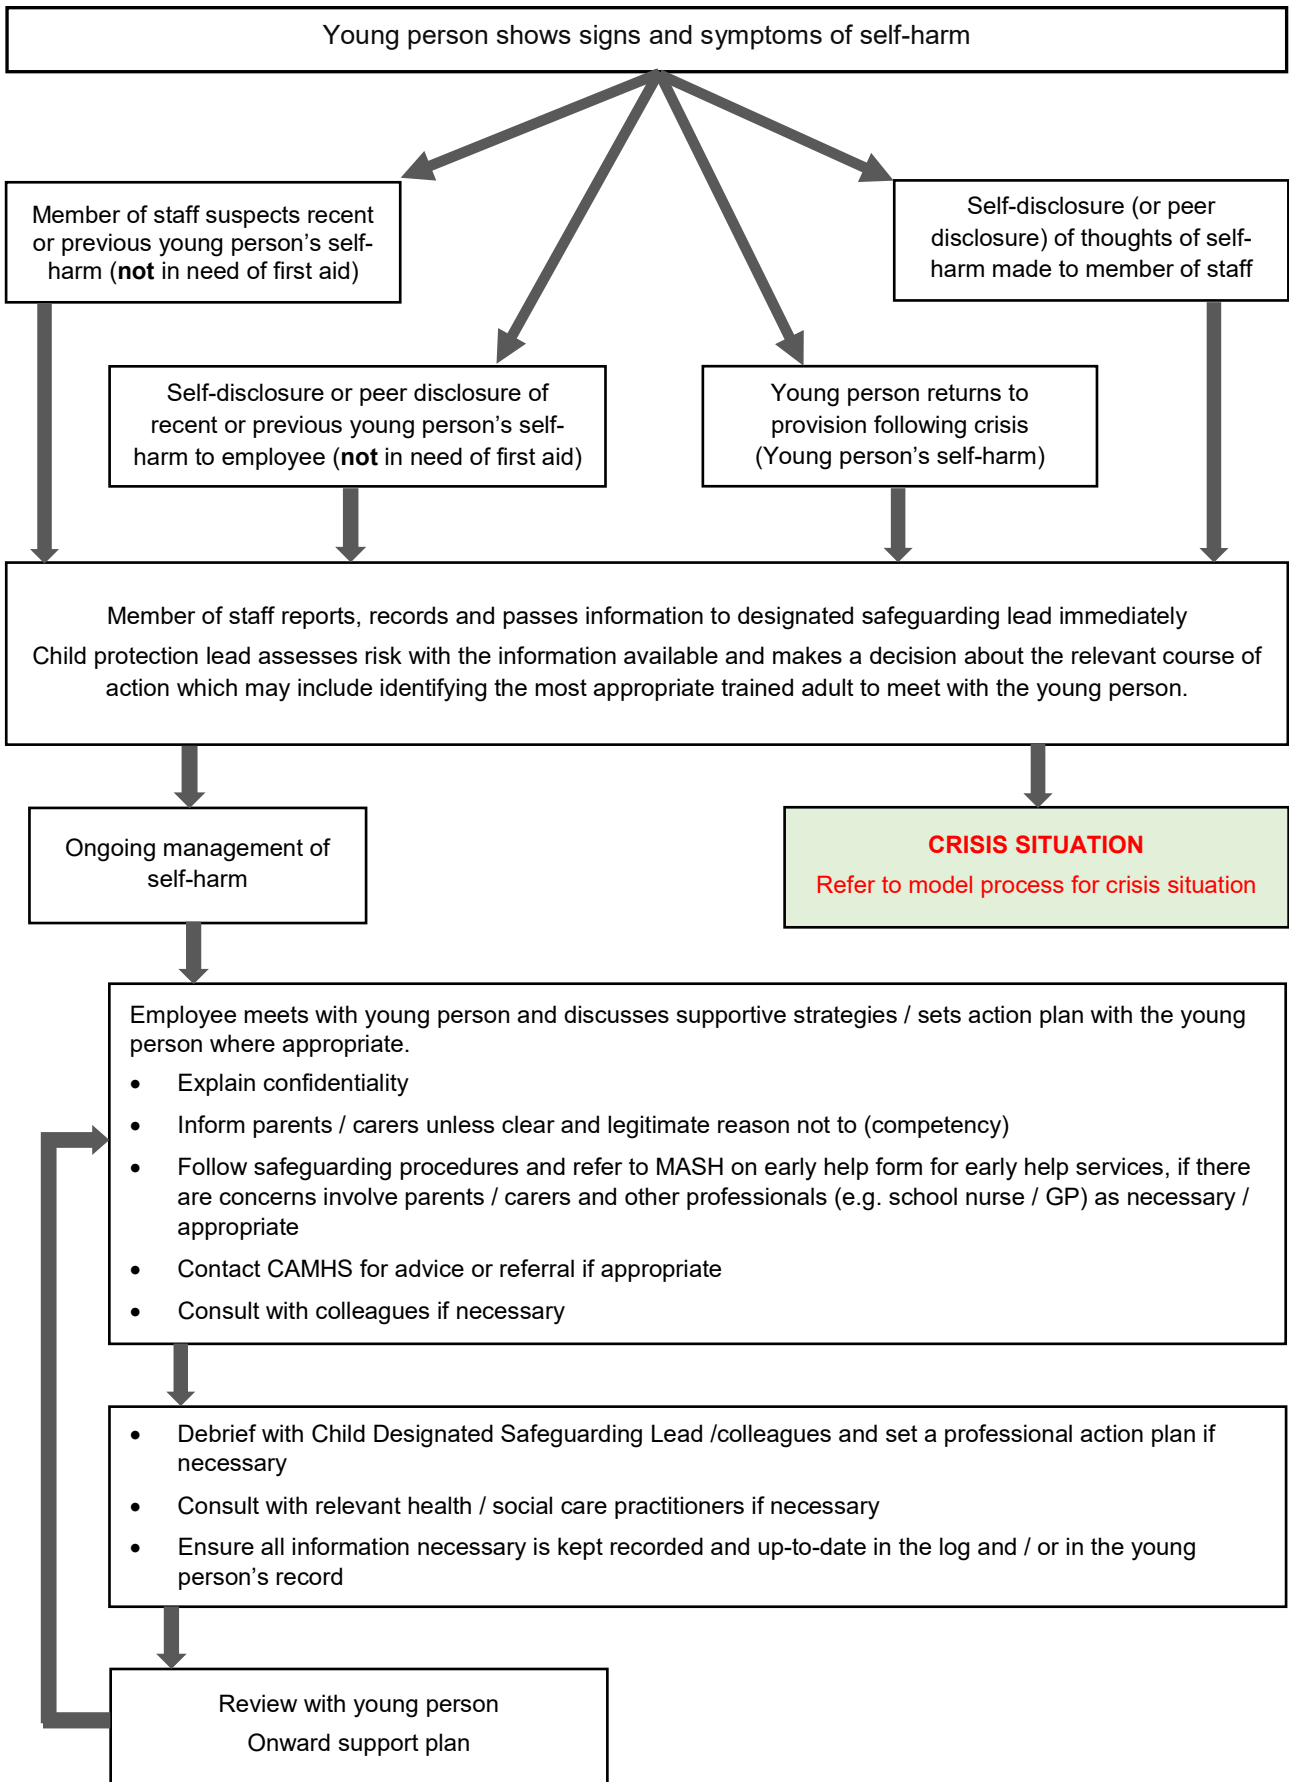 Young person shows signs and symptoms of self-harm
Member of staff suspects recent
or previous young person's self-
harm (not in need of first aid)
Self-disclosure (or peer
disclosure) of thoughts of self-
harm made to member of staff
Self-disclosure or peer disclosure of
recent or previous young person's self-
harm to employee (not in need of first aid)
Young person returns to
provision following crisis
(Young person's self-harm)
Member of staff reports, records and passes information to designated safeguarding lead immediately
Child protection lead assesses risk with the information available and makes a decision about the relevant course of
action which may include identifying the most appropriate trained adult to meet with the young person.
Ongoing management of
self-harm
CRISIS SITUATION
Refer to model process for crisis situation
Employee meets with young person and discusses supportive strategies / sets action plan with the young
person where appropriate.
• Explain confidentiality
• Inform parents / carers unless clear and legitimate reason not to (competency)
• Follow safeguarding procedures and refer to MASH on early help form for early help services, if there
are concerns involve parents / carers and other professionals (e.g. school nurse / GP) as necessary /
appropriate
• Contact CAMHS for advice or referral if appropriate
• Consult with colleagues if necessary
• Debrief with Child Designated Safeguarding Lead /colleagues and set a professional action plan if
necessary
• Consult with relevant health / social care practitioners if necessary
• Ensure all information necessary is kept recorded and up-to-date in the log and / or in the young
person's record
Review with young person
Onward support plan